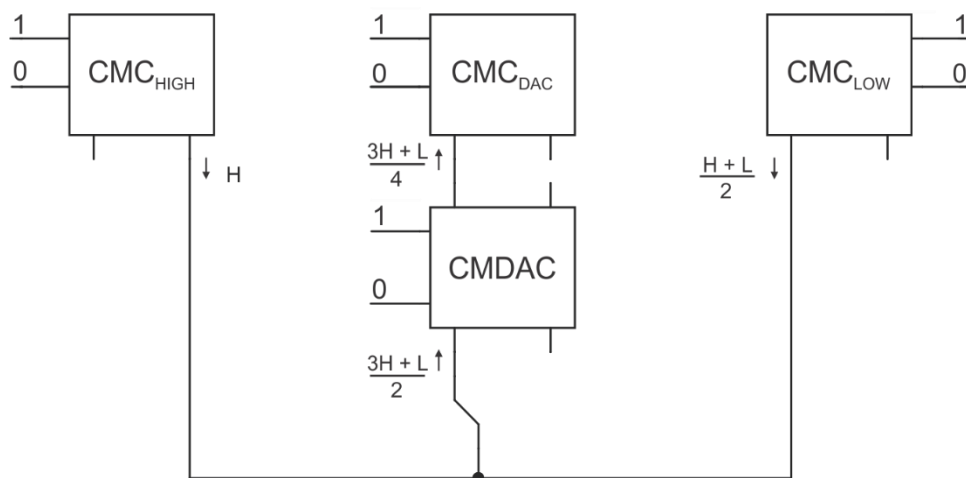 1
0
CMC_HIGH
H
1
0
CMC_DAC
3H + L
4
1
0
CMDAC
3H + L
2
1
0
CMC_LOW
H + L
2